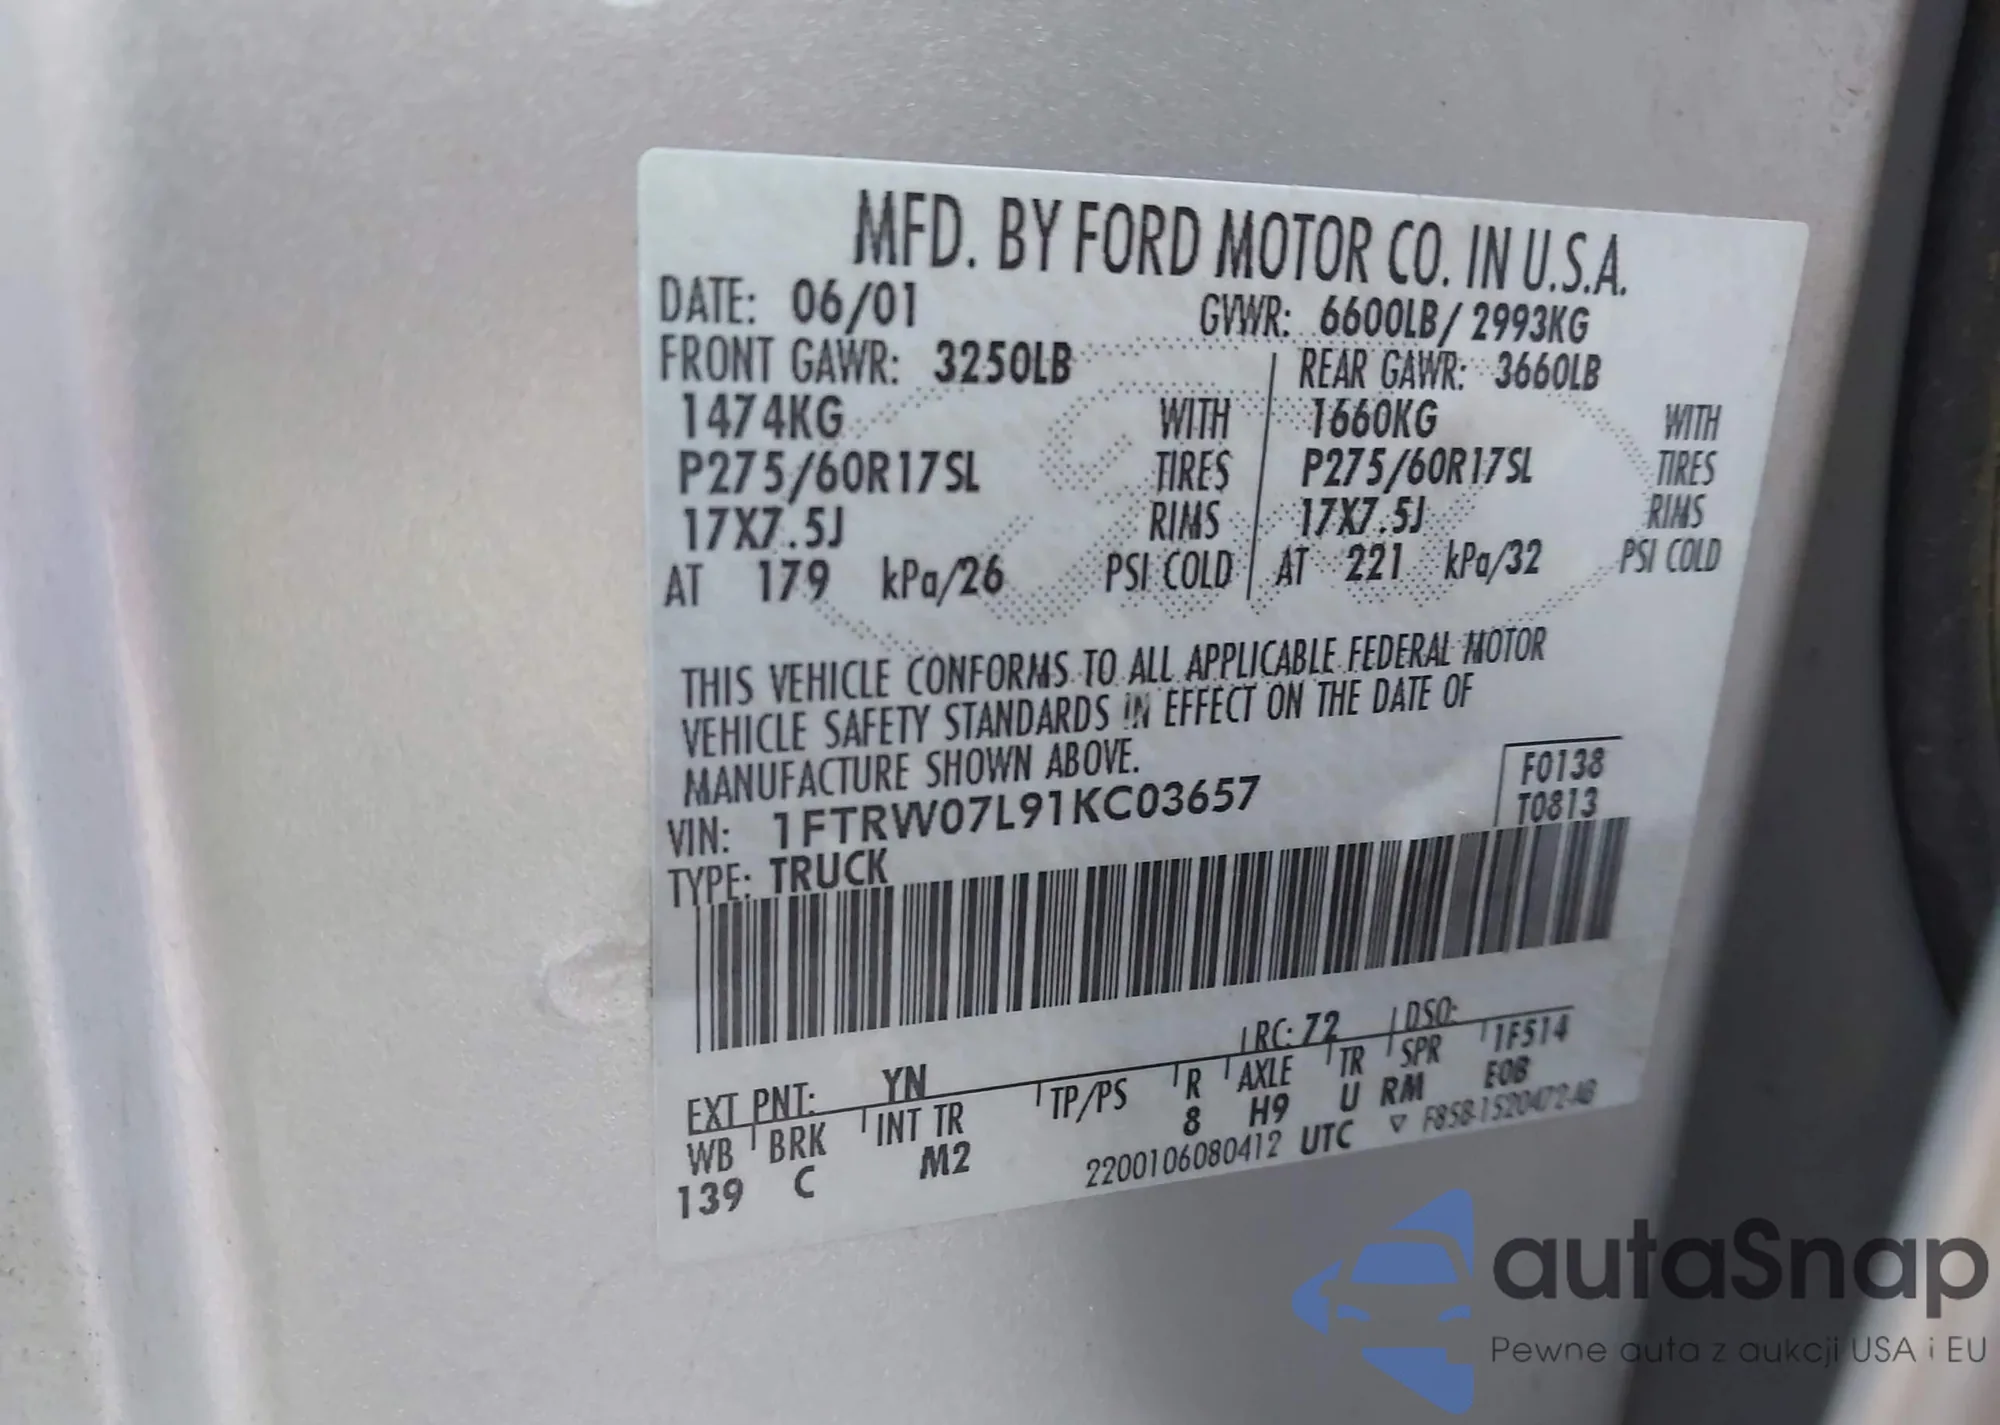 MFD. BY FORD MOTOR CO. IN U.S.A.
DATE: 06/01 GVWR: 6600LB/ 2993KG
FRONT GAWR: 3250LB REAR GAWR: 3660LB
1474KG WITH 1660KG WITH
P275/60R17SL TIRES P275/60R17SL TIRES
17X7.5J RIMS 17X7.5J RIMS
AT 179 kPa/26 PSI COLD AT 221 kPa/32 PSI COLD
THIS VEHICLE CONFORMS TO ALL APPLICABLE FEDERAL MOTOR
VEHICLE SAFETY STANDARDS IN EFFECT ON THE DATE OF
MANUFACTURE SHOWN ABOVE.
F0138
VIN: 1FTRW07L91KC03657 T0813
TYPE: TRUCK
EXT PNT: YN RC: 72 DSO:
WB BRK INT TR TP/PS R AXLE TR SPR 1F514
139 C M2 8 H9 U RM E0B
2200106080412 UTC ▽ F85B-1520472-AB
autaSnap
Pewne auta z aukcji USA i EU